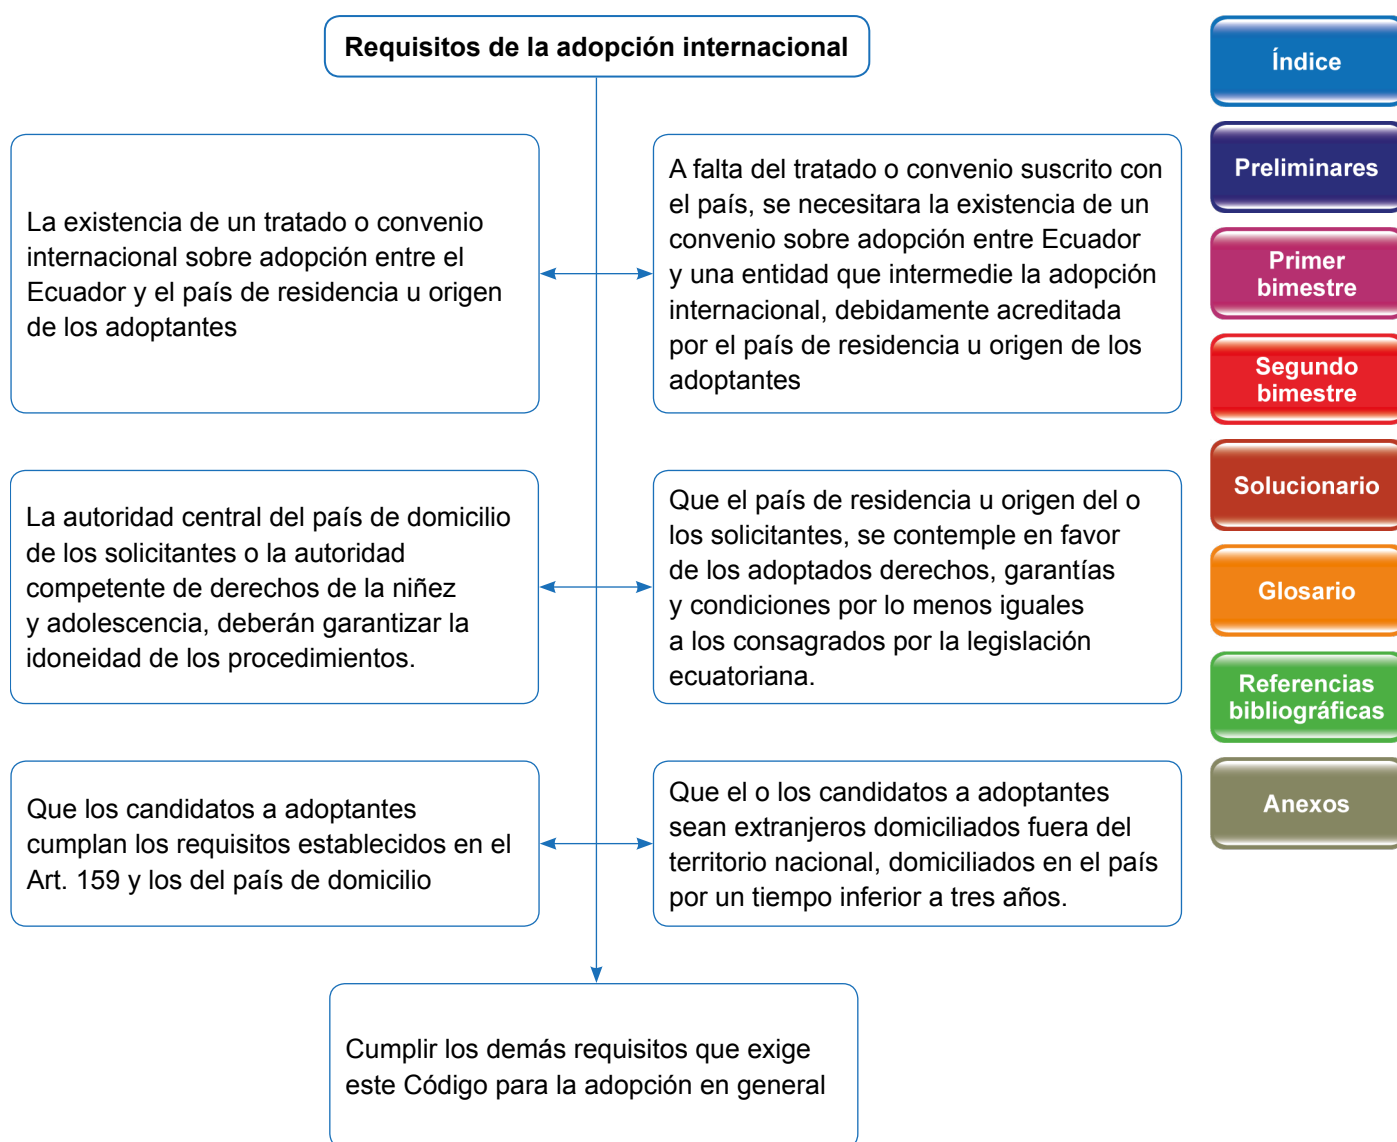 Requisitos de la adopción internacional
La existencia de un tratado o convenio
internacional sobre adopción entre el
Ecuador y el país de residencia u origen
de los adoptantes
A falta del tratado o convenio suscrito con
el país, se necesitara la existencia de un
convenio sobre adopción entre Ecuador
y una entidad que intermedie la adopción
internacional, debidamente acreditada
por el país de residencia u origen de los
adoptantes
La autoridad central del país de domicilio
de los solicitantes o la autoridad
competente de derechos de la niñez
y adolescencia, deberán garantizar la
idoneidad de los procedimientos.
Que el país de residencia u origen del o
los solicitantes, se contemple en favor
de los adoptados derechos, garantías
y condiciones por lo menos iguales
a los consagrados por la legislación
ecuatoriana.
Que los candidatos a adoptantes
cumplan los requisitos establecidos en el
Art. 159 y los del país de domicilio
Que el o los candidatos a adoptantes
sean extranjeros domiciliados fuera del
territorio nacional, domiciliados en el país
por un tiempo inferior a tres años.
Cumplir los demás requisitos que exige
este Código para la adopción en general
Índice
Preliminares
Primer
bimestre
Segundo
bimestre
Solucionario
Glosario
Referencias
bibliográficas
Anexos